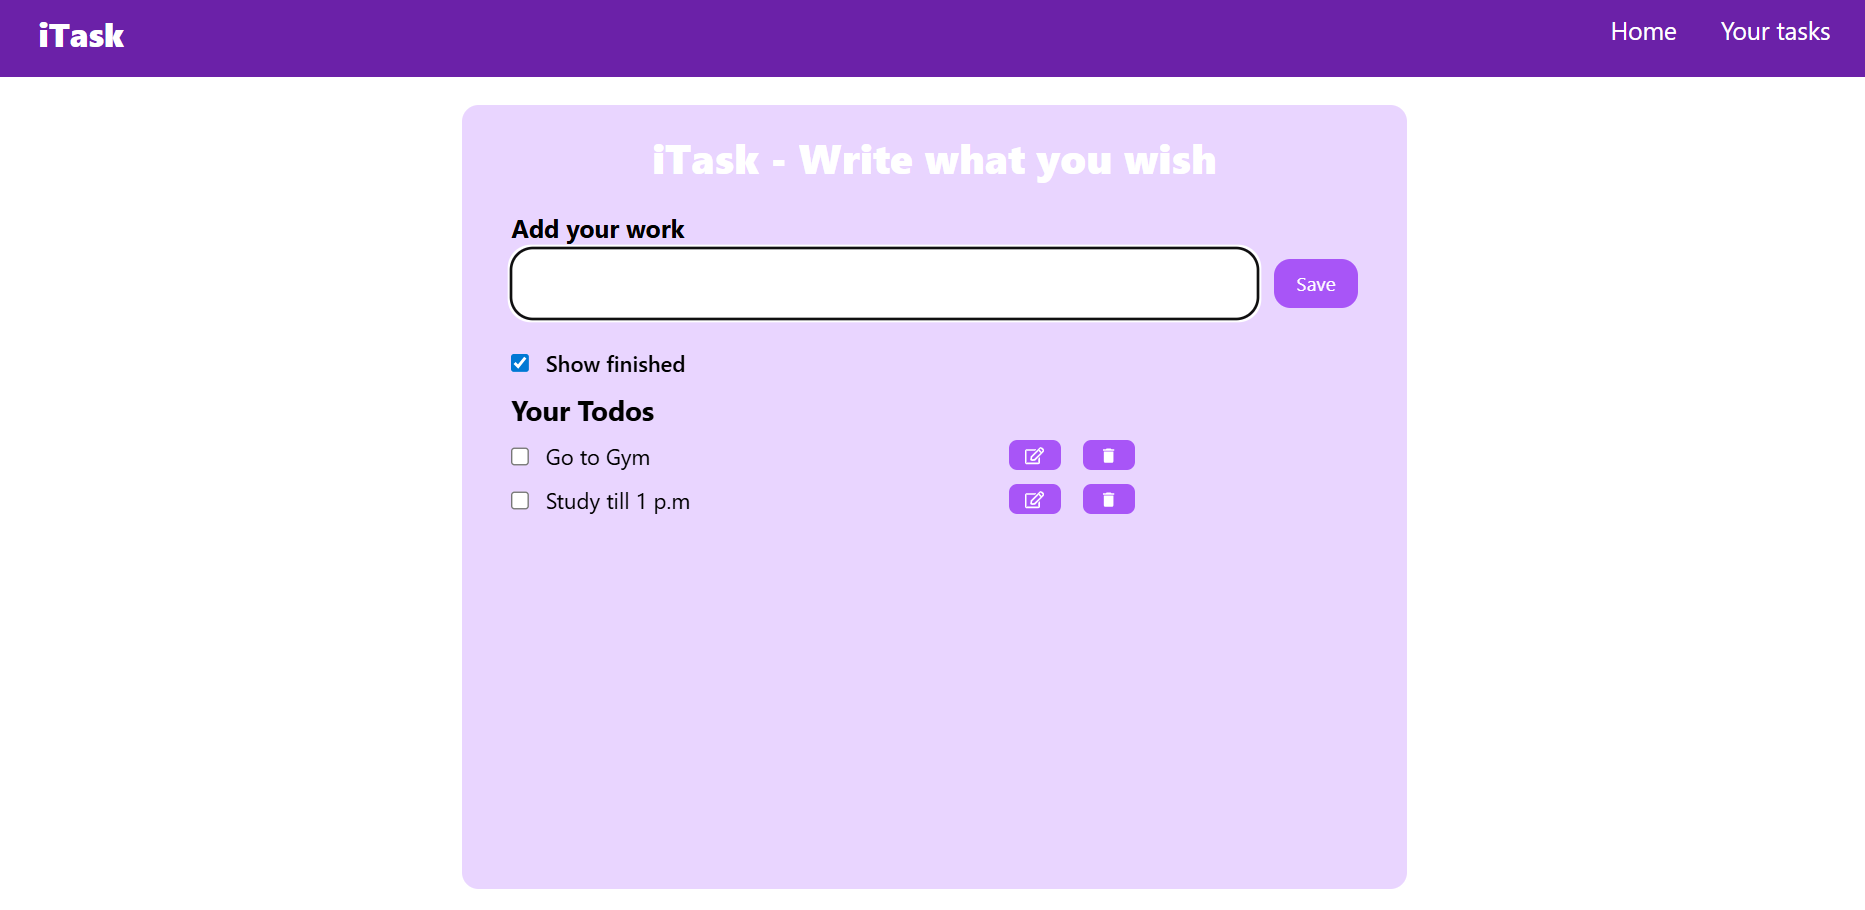 iTask
Home
Your tasks
iTask - Write what you wish
Add your work
Save
Show finished
Your Todos
Go to Gym
Study till 1 p.m